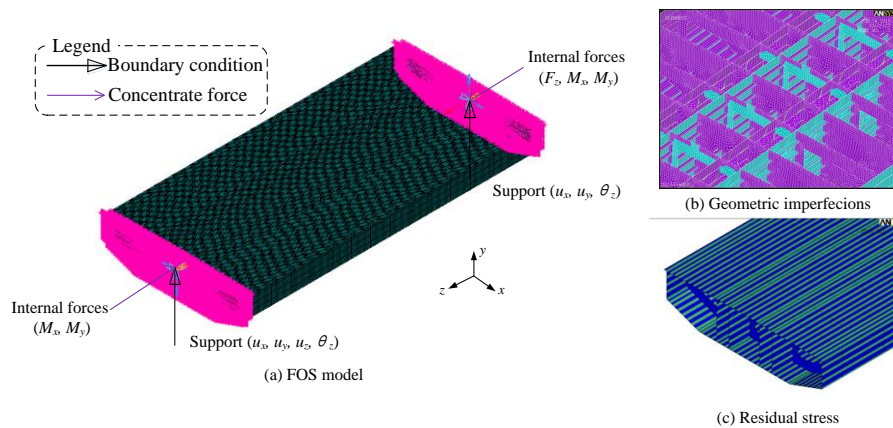 Legend
Boundary condition
Concentrate force
Internal forces
(Fz, Mx, My)
Support (ux, uy, θz)
y
z
x
Internal forces
(Mx, My)
Support (ux, uy, uz, θz)
(a) FOS model
(b) Geometric imperfecions
(c) Residual stress